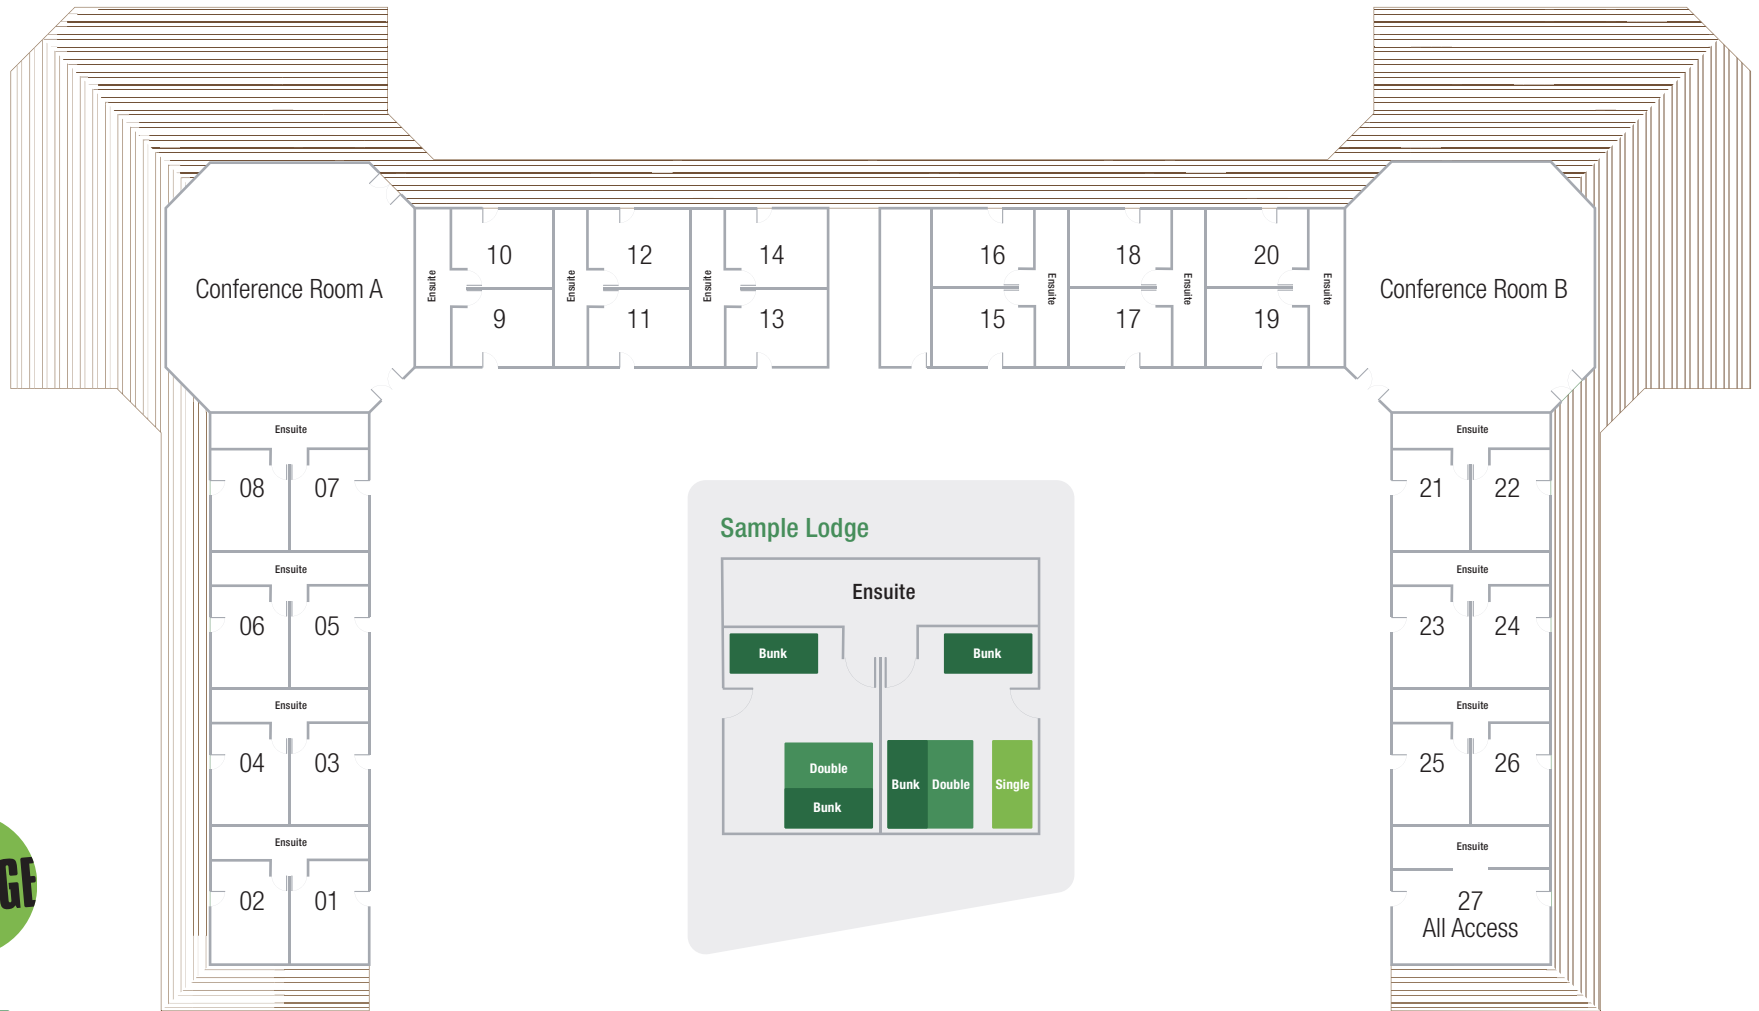 10
12
14
16
18
20
Conference Room A
Ensuite
Ensuite
Ensuite
Ensuite
Ensuite
Ensuite
Conference Room B
9
11
13
15
17
19
Ensuite
Ensuite
08
07
21
22
Sample Lodge
Ensuite
Bunk
Bunk
Double
Bunk
Bunk
Double
Single
Ensuite
Ensuite
06
05
23
24
Ensuite
Ensuite
04
03
25
26
Ensuite
Ensuite
02
01
27
All Access
GE